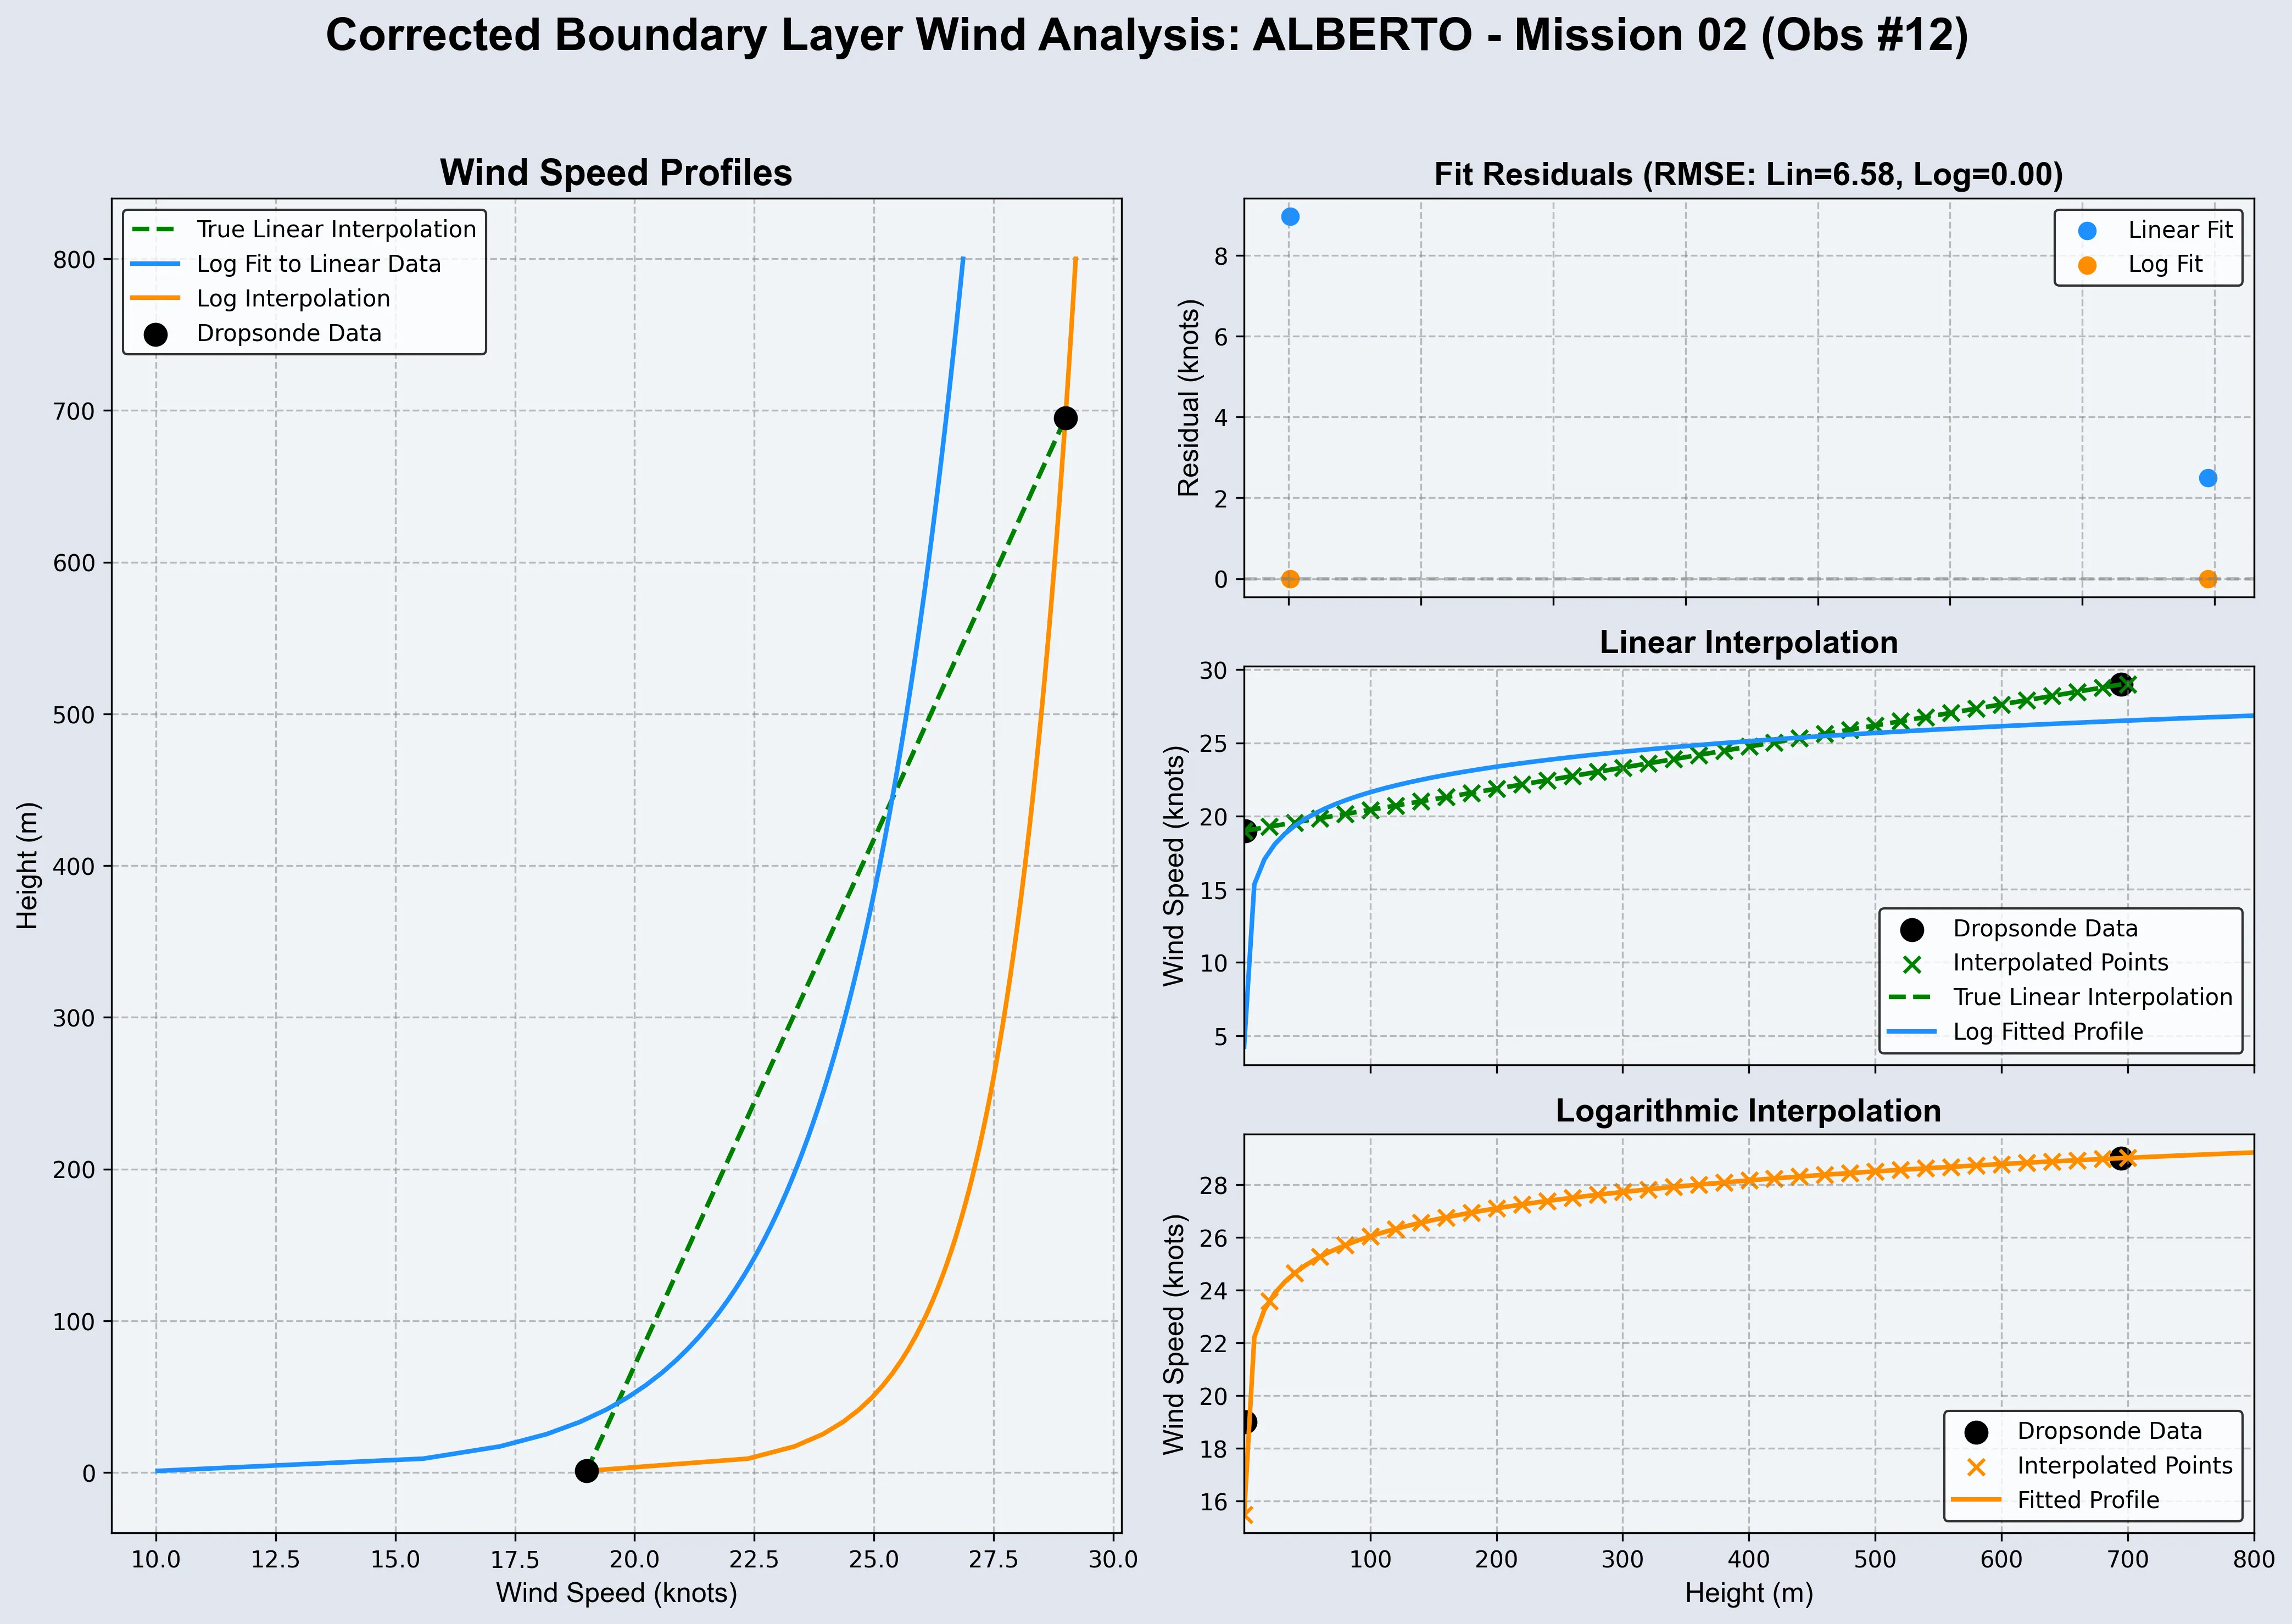 Corrected Boundary Layer Wind Analysis: ALBERTO - Mission 02 (Obs #12)
Wind Speed Profiles
True Linear Interpolation
Log Fit to Linear Data
Log Interpolation
Dropsonde Data
800
700
600
500
400
300
200
100
0
Height (m)
10.0 12.5 15.0 17.5 20.0 22.5 25.0 27.5 30.0
Wind Speed (knots)
Fit Residuals (RMSE: Lin=6.58, Log=0.00)
Linear Fit
Log Fit
8
6
4
2
0
Residual (knots)
Linear Interpolation
30
25
20
15
10
5
Wind Speed (knots)
Dropsonde Data
Interpolated Points
True Linear Interpolation
Log Fitted Profile
Logarithmic Interpolation
28
26
24
22
20
18
16
Wind Speed (knots)
Dropsonde Data
Interpolated Points
Fitted Profile
100 200 300 400 500 600 700 800
Height (m)